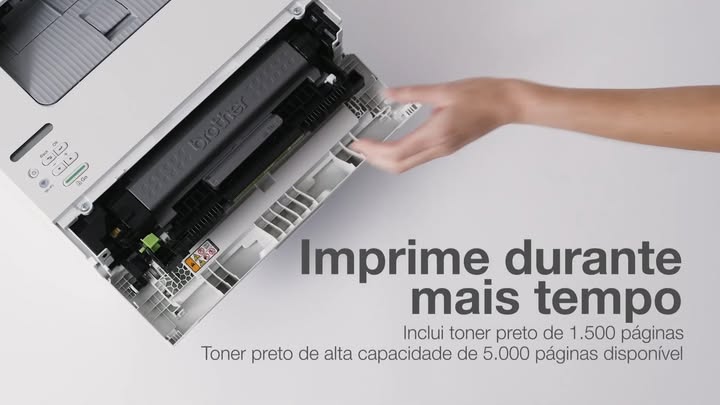 brother
Imprime durante
mais tempo
Inclui toner preto de 1.500 páginas
Toner preto de alta capacidade de 5.000 páginas disponível